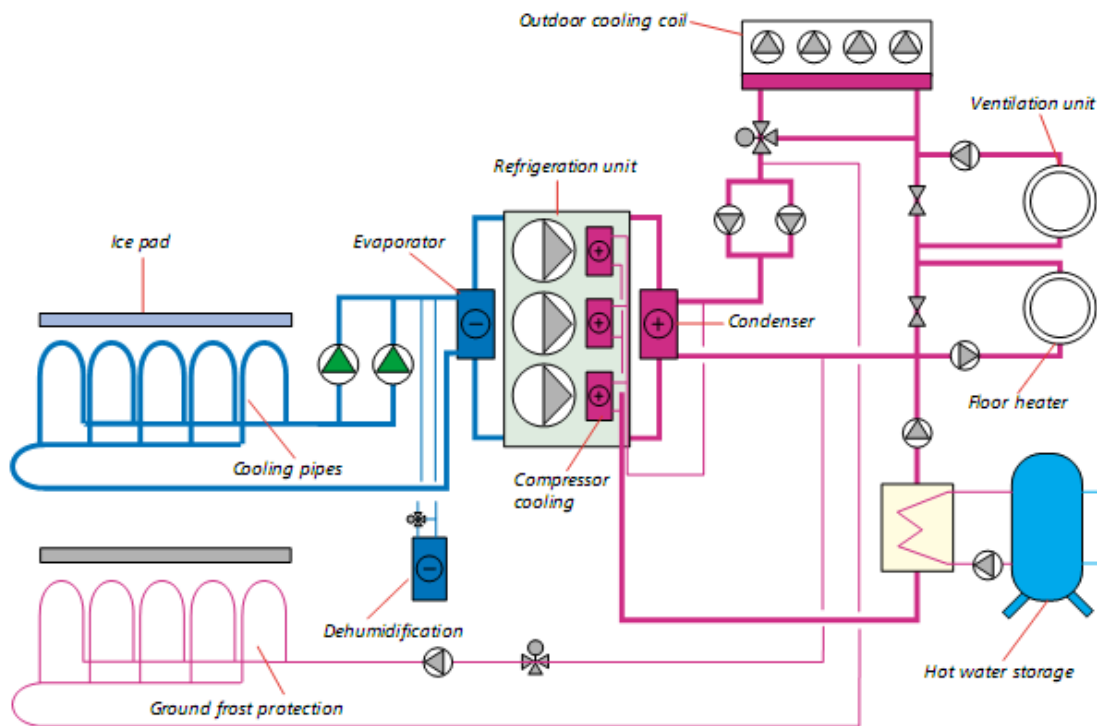 Outdoor cooling coil
Ventilation unit
Refrigeration unit
Ice pad
Evaporator
Condenser
Floor heater
Cooling pipes
Compressor
cooling
Dehumidification
Hot water storage
Ground frost protection